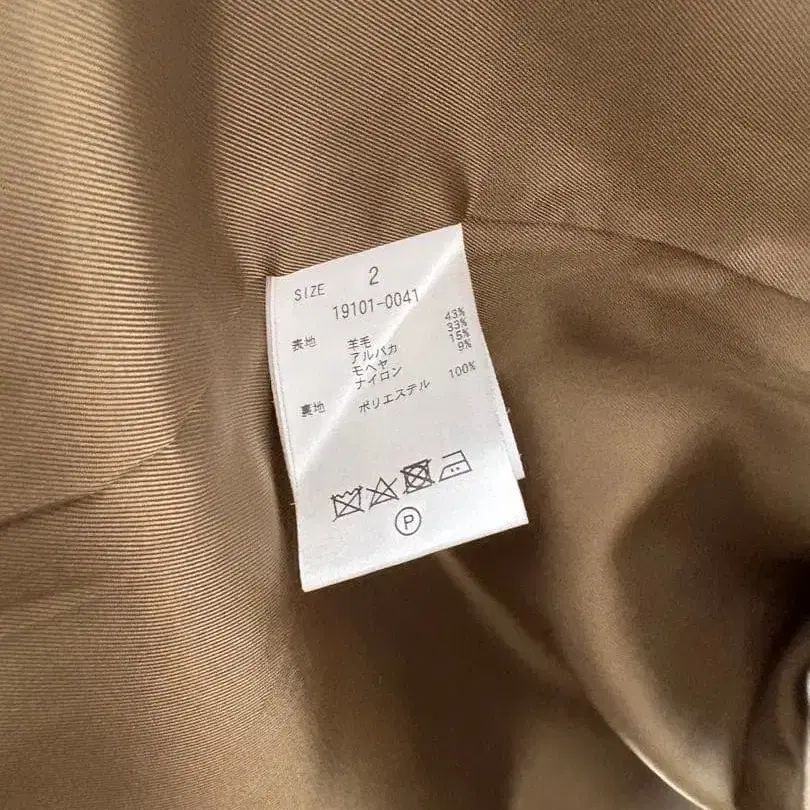 SIZE 2
19101-0041
表地 羊毛 43%
アルパカ 33%
モヘヤ 15%
ナイロン 9%
裏地 ポリエステル 100%
P